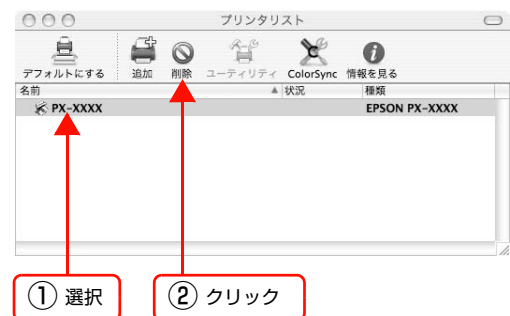 プリンタリスト
デフォルトにする 追加 削除 ユーティリティ ColorSync 情報を見る
名前 ▲ 状況 種類
PX-XXXX EPSON PX-XXXX
① 選択 ② クリック